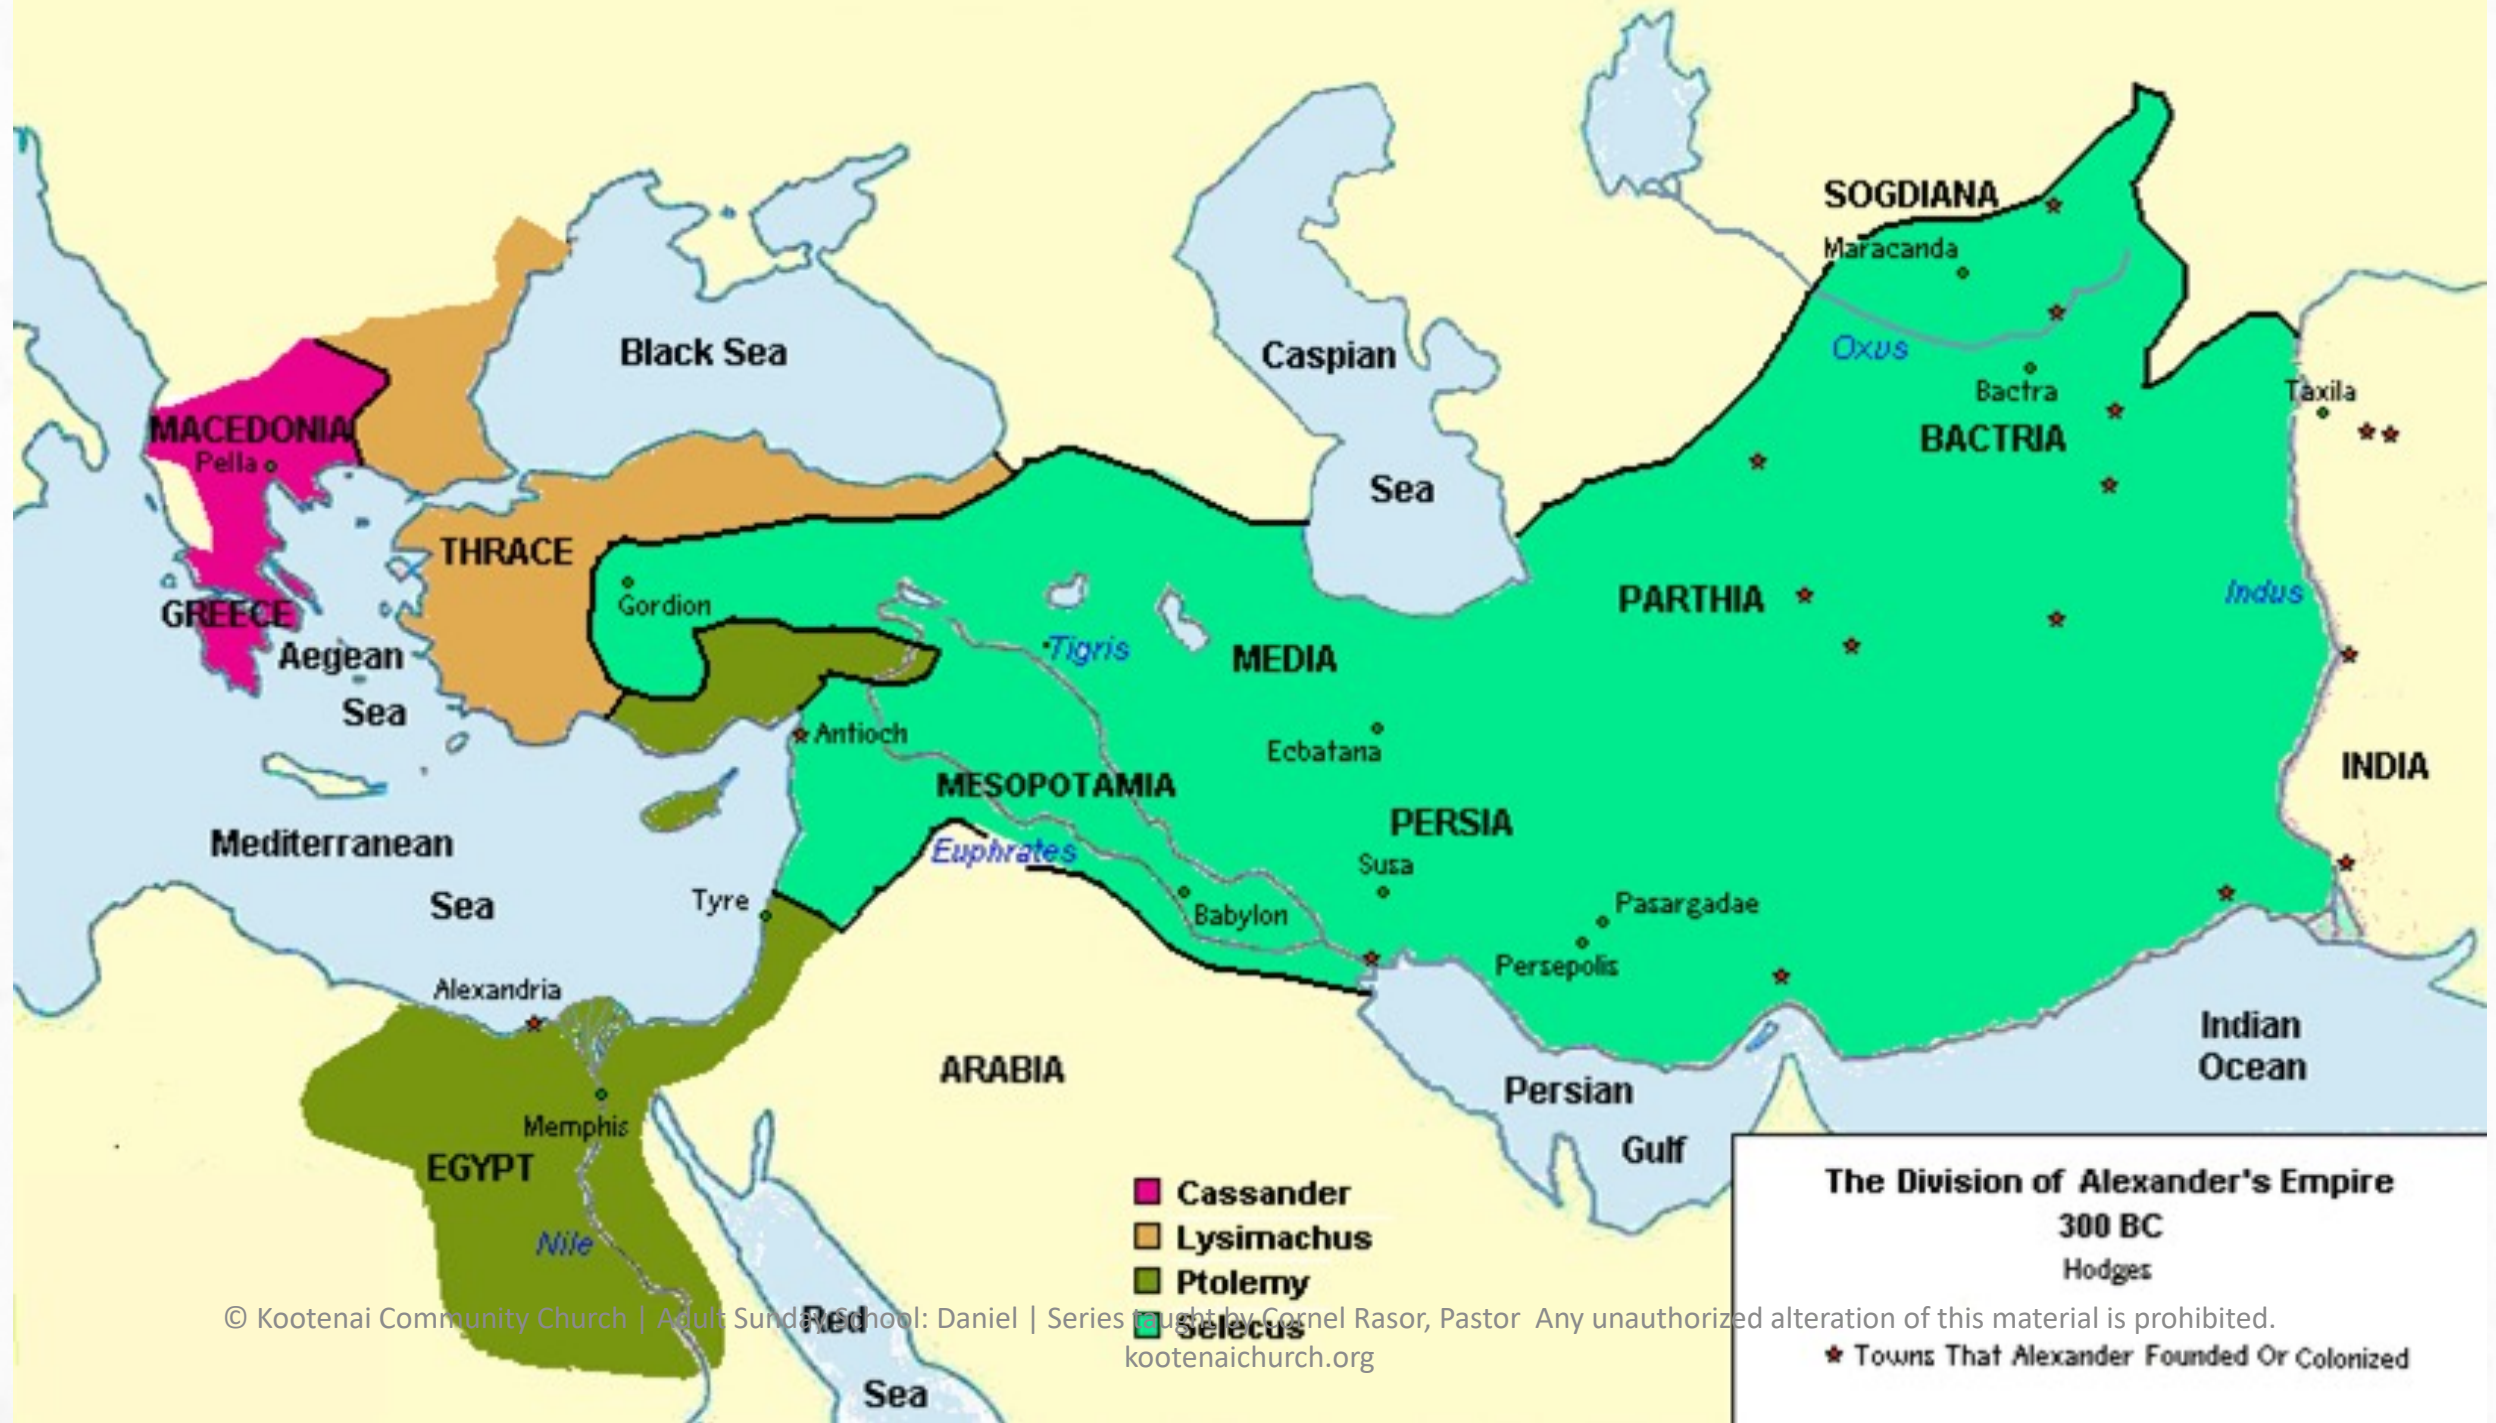 SOGDIANA
Maracanda
Black Sea
Caspian
Sea
Oxus
Bactra
Taxila
BACTRIA
MACEDONIA
Pella
THRACE
Gordion
GREECE
Aegean
Sea
Tigris
MEDIA
PARTHIA
Indus
Antioch
Ecbatana
MESOPOTAMIA
PERSIA
INDIA
Mediterranean
Sea
Euphrates
Susa
Tyre
Babylon
Pasargadae
Persepolis
Alexandria
Indian
Ocean
ARABIA
Persian
Gulf
Memphis
EGYPT
Nile
Red
Sea
Cassander
Lysimachus
Ptolemy
Selecus
The Division of Alexander's Empire
300 BC
Hodges
Towns That Alexander Founded Or Colonized
© Kootenai Community Church | Adult Sunday School: Daniel | Series taught by Cornel Rasor, Pastor Any unauthorized alteration of this material is prohibited.
kootenaichurch.org